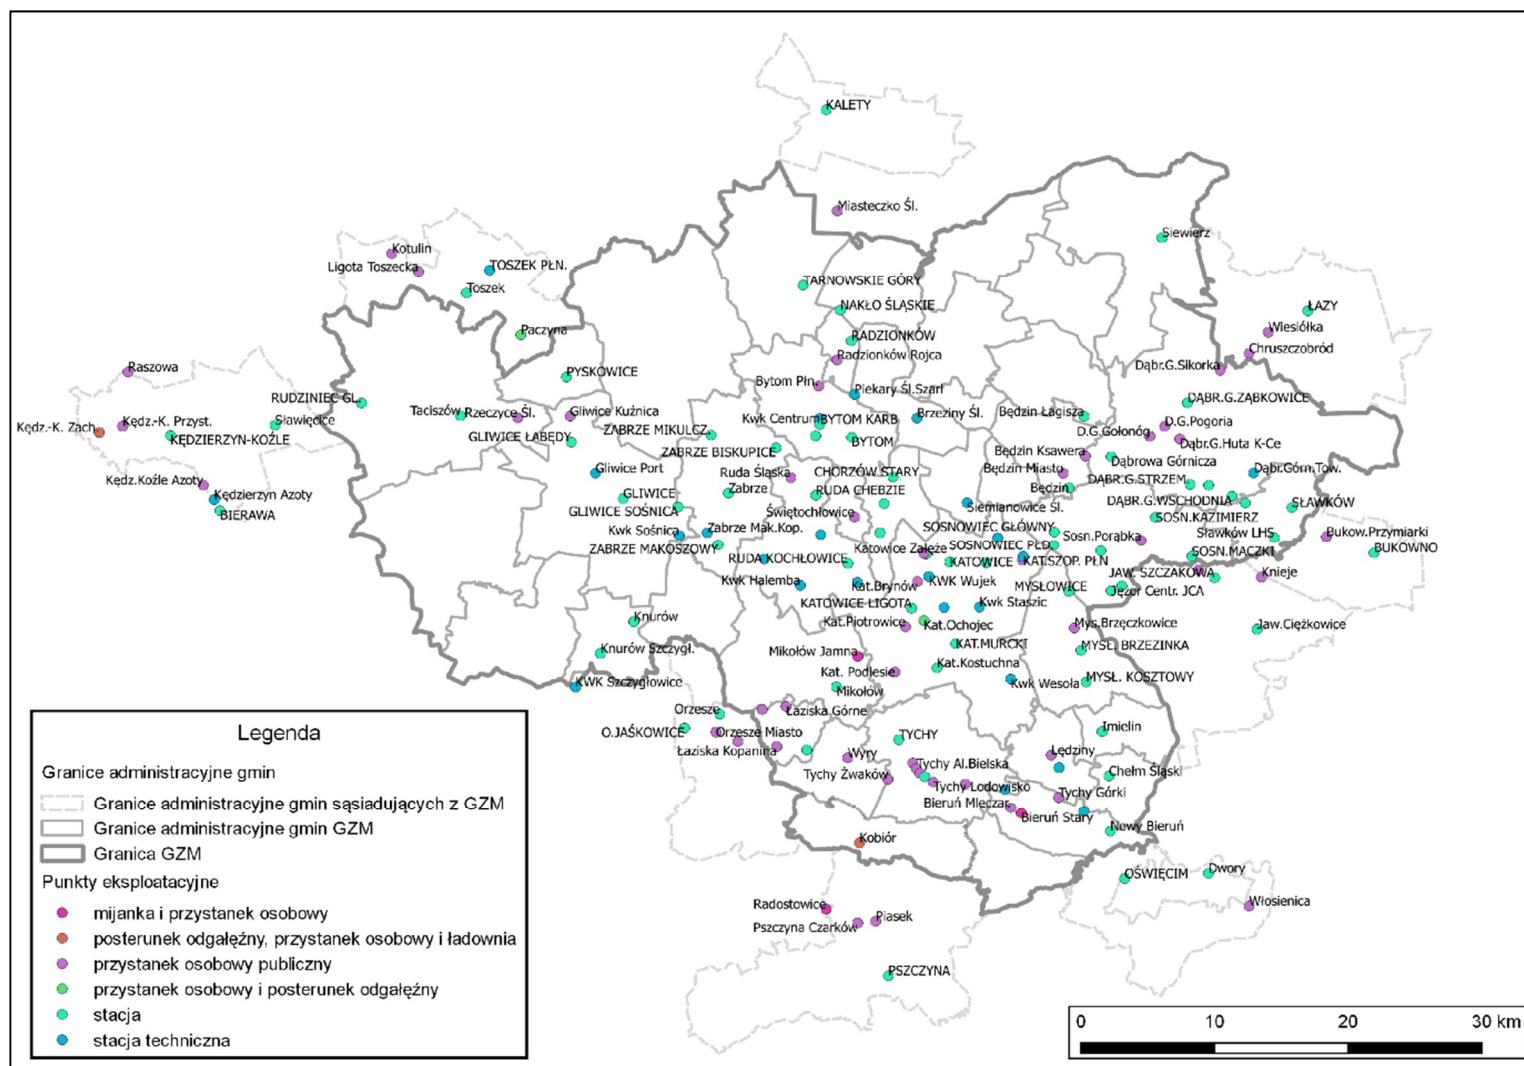 KALETY
Miasteczko Śl.
Siewierz
Kotulin
Ligota Toszecka
TOSZEK PŁN.
Toszek
TARNOWSKIE GÓRY
NAKŁO ŚLĄSKIE
ŁAZY
Paczyna
RADZIONKÓW
Wiesiółka
Radzionków Rojca
Chruszczobród
Raszowa
Dąbr.G.Sikorka
PYSKOWICE
Bytom Płn.
Piekary Śl.Szarl
RUDZINIEC GL.
DĄBR.G.ZĄBKOWICE
Taciszów
Rzeczyce Śl.
Gliwice Kuźnica
Kwk Centrum
BYTOM KARB
Brzeziny Śl.
Będzin Łagisza
Kędz.-K. Zach.
Kędz.-K. Przyst.
Sławięcice
D.G.Pogoria
D.G.Gołonóg
KĘDZIERZYN-KOŹLE
GLIWICE ŁABĘDY
ZABRZE MIKULCZ.
BYTOM
Dąbr.G.Huta K-Ce
ZABRZE BISKUPICE
Będzin Ksawera
Dąbrowa Górnicza
Gliwice Port
Ruda Śląska
CHORZÓW STARY
Będzin Miasto
Dąbr.Górn.Tow.
Kędz.Koźle Azoty
DĄBR.G.STRZEM.
Będzin
Kędzierzyn Azoty
GLIWICE
Zabrze
RUDA CHEBZIE
DĄBR.G.WSCHODNIA
SŁAWKÓW
BIERAWA
GLIWICE SOŚNICA
Świętochłowice
Siemianowice Śl.
SOSN.KAZIMIERZ
Kwk Sośnica
Zabrze Mak.Kop.
SOSNOWIEC GŁÓWNY
Sosn.Porąbka
Sławków LHS
Bukow.Przymiarki
ZABRZE MAKOSZOWY
Katowice Załęże
SOSNOWIEC PŁD.
SOSN.MACZKI
BUKOWNO
RUDA KOCHŁOWICE
KATOWICE
KAT.SZOP. PŁN
Kwk Halemba
Kat.Brynów
KWK Wujek
MYSŁOWICE
JAW. SZCZAKOWA
Knieje
Jęzor Centr. JCA
KATOWICE LIGOTA
Kwk Staszic
Knurów
Kat.Piotrowice
Kat.Ochojec
Mys.Brzęczkowice
Jaw.Ciężkowice
Knurów Szczygł.
Mikołów Jamna
KAT.MURCKI
MYSŁ. BRZEZINKA
Kat. Podlesie
Kat.Kostuchna
KWK Szczygłowice
Mikołów
Kwk Wesoła
MYSŁ. KOSZTOWY
Orzesze
Łaziska Górne
O.JAŚKOWICE
Orzesze Miasto
TYCHY
Imielin
Łaziska Kopanina
Wyry
Lędziny
Tychy Żwaków
Tychy Al.Bielska
Chełm Śląski
Tychy Lodowisko
Tychy Górki
Bieruń Mleczar.
Bieruń Stary
Nowy Bieruń
Kobiór
OŚWIĘCIM
Dwory
Włosienica
Radostowice
Pszczyna Czarków
Piasek
PSZCZYNA
Legenda
Granice administracyjne gmin
Granice administracyjne gmin sąsiadujących z GZM
Granice administracyjne gmin GZM
Granica GZM
Punkty eksploatacyjne
mijanka i przystanek osobowy
posterunek odgałęźny, przystanek osobowy i ładownia
przystanek osobowy publiczny
przystanek osobowy i posterunek odgałęźny
stacja
stacja techniczna
0 10 20 30 km